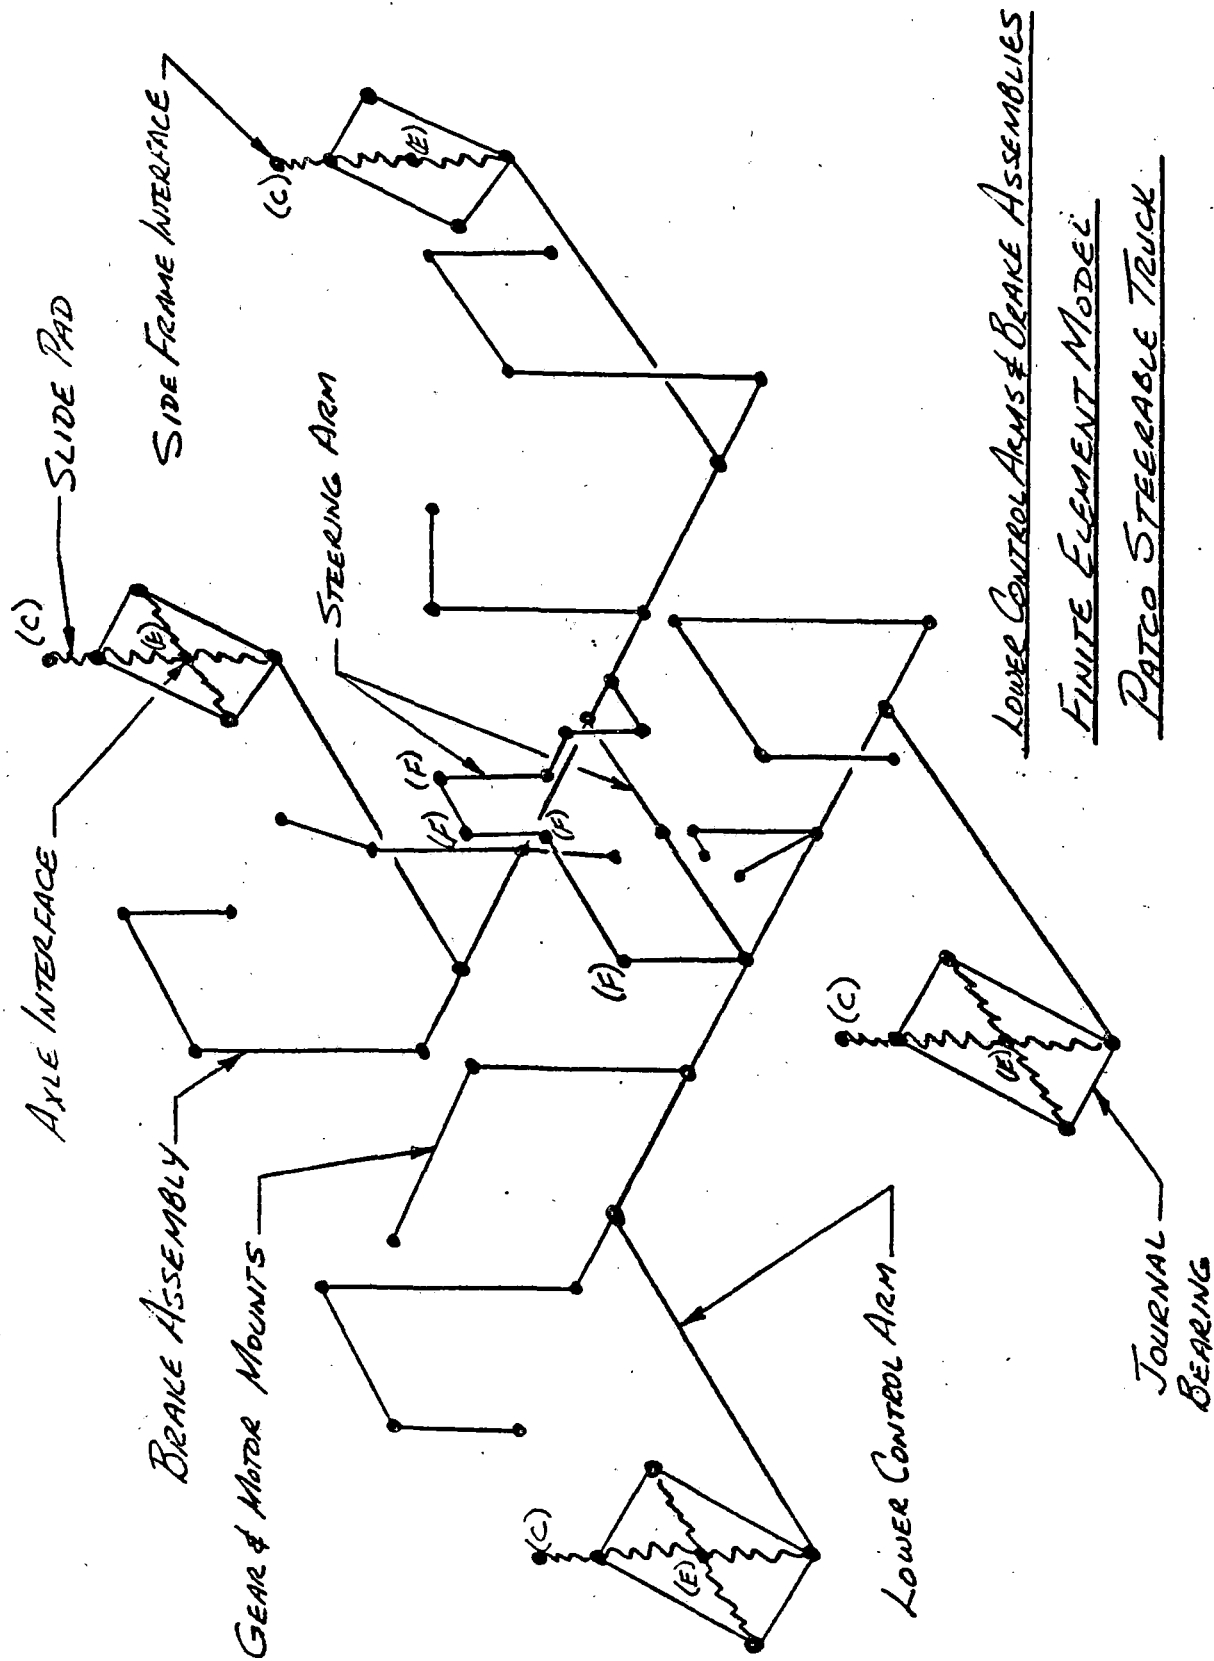 (C)
SLIDE PAD
AXLE INTERFACE
(E)
SIDE FRAME INTERFACE
(C)
(E)
BRAKE ASSEMBLY
STEERING ARM
GEAR & MOTOR MOUNTS
(F)
(F)
(F)
(F)
(C)
(E)
LOWER CONTROL ARM
(C)
(E)
JOURNAL
BEARING
LOWER CONTROL ARMS & BRAKE ASSEMBLIES
FINITE ELEMENT MODEL
PATCO STEERABLE TRUCK